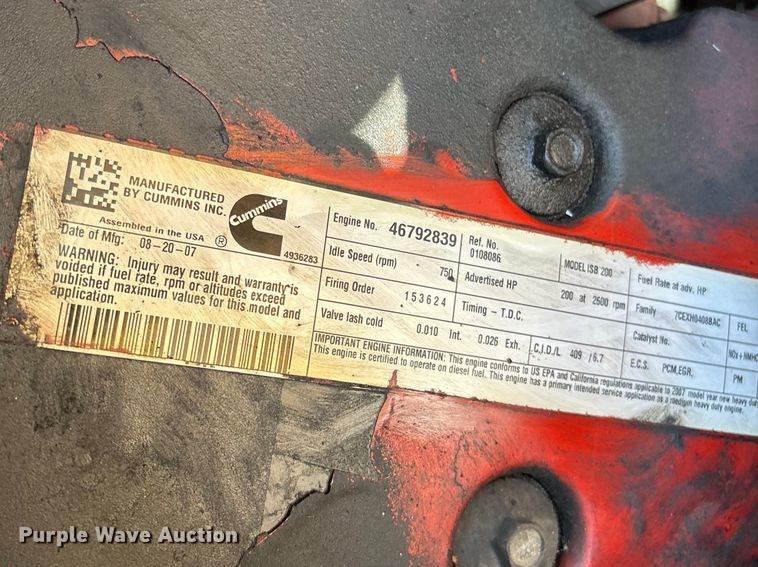 MANUFACTURED
BY CUMMINS INC.
Cummins
®
Assembled in the USA
4936283
Date of Mfg: 08-20-07
WARNING: Injury may result and warranty is
voided if fuel rate, rpm or altitudes exceed
published maximum values for this model and
application.
Engine No. 46792839
Idle Speed (rpm) 750
Firing Order 153624
Valve lash cold 0.010 Int. 0.026 Exh.
Ref. No.
0108086
MODEL ISB 200
Advertised HP 200 at 2600 rpm
Timing - T.D.C.
C.I.D./L 409 / 6.7
Fuel Rate at adv. HP
Family 7CEXH0408BAC
Catalyst No.
E.C.S. PCM,EGR,
FEL
NOx+NMHC
PM
IMPORTANT ENGINE INFORMATION: This engine conforms to US EPA and California regulations applicable to 2007 model year new heavy du
This engine is certified to operate on diesel fuel. This engine has a primary intended service application as a medium heavy duty engine.
Purple Wave Auction